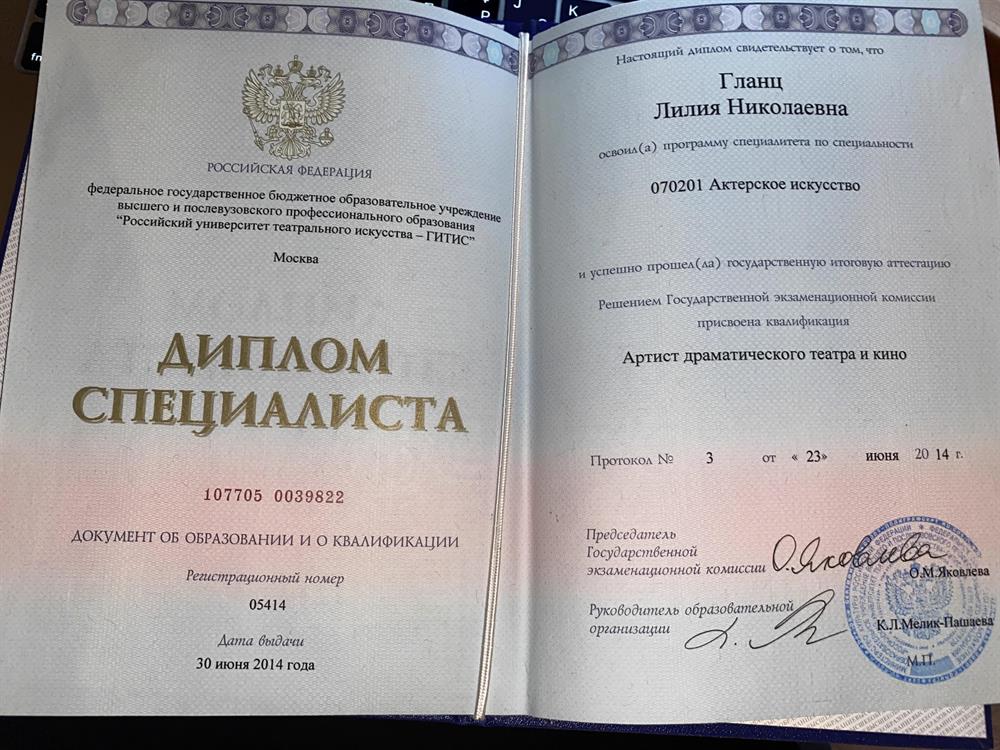 РОССИЙСКАЯ ФЕДЕРАЦИЯ
федеральное государственное бюджетное образовательное учреждение
высшего и послевузовского профессионального образования
“Российский университет театрального искусства – ГИТИС”
Москва
ДИПЛОМ
СПЕЦИАЛИСТА
107705 0039822
ДОКУМЕНТ ОБ ОБРАЗОВАНИИ И О КВАЛИФИКАЦИИ
Регистрационный номер
05414
Дата выдачи
30 июня 2014 года
Настоящий диплом свидетельствует о том, что
Гланц
Лилия Николаевна
освоил(а) программу специалитета по специальности
070201 Актерское искусство
и успешно прошел(ла) государственную итоговую аттестацию
Решением Государственной экзаменационной комиссии
присвоена квалификация
Артист драматического театра и кино
Протокол № 3 от « 23» июня 2014 г.
Председатель
Государственной
экзаменационной комиссии О.Яковлева
О.М.Яковлева
Руководитель образовательной
организации
К.Л.Мелик-Пашаева
М.П.
fn